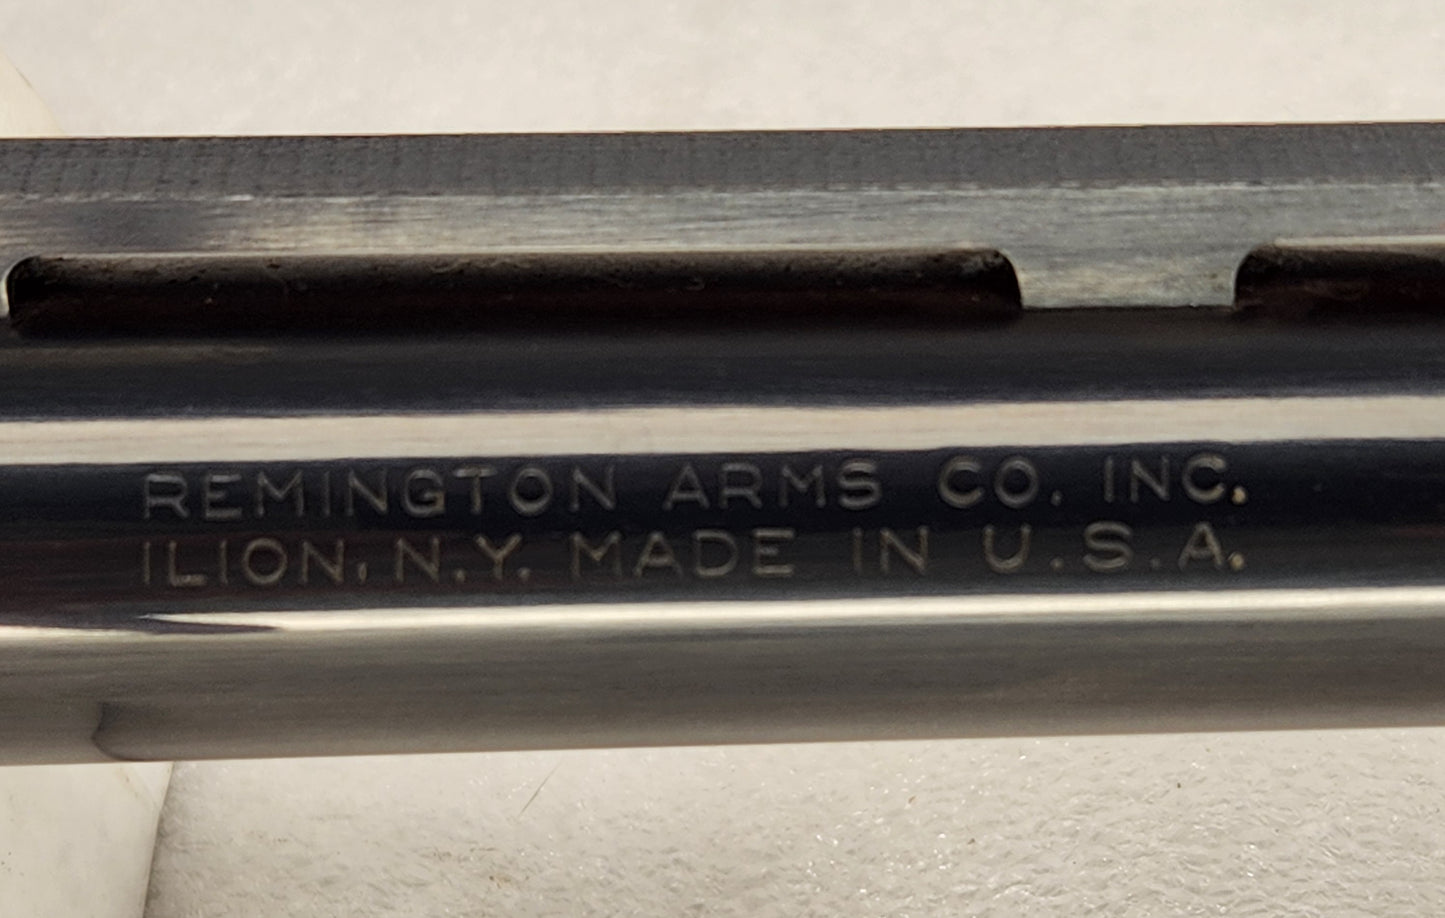 REMINGTON ARMS CO. INC.
ILION, N.Y. MADE IN U.S.A.